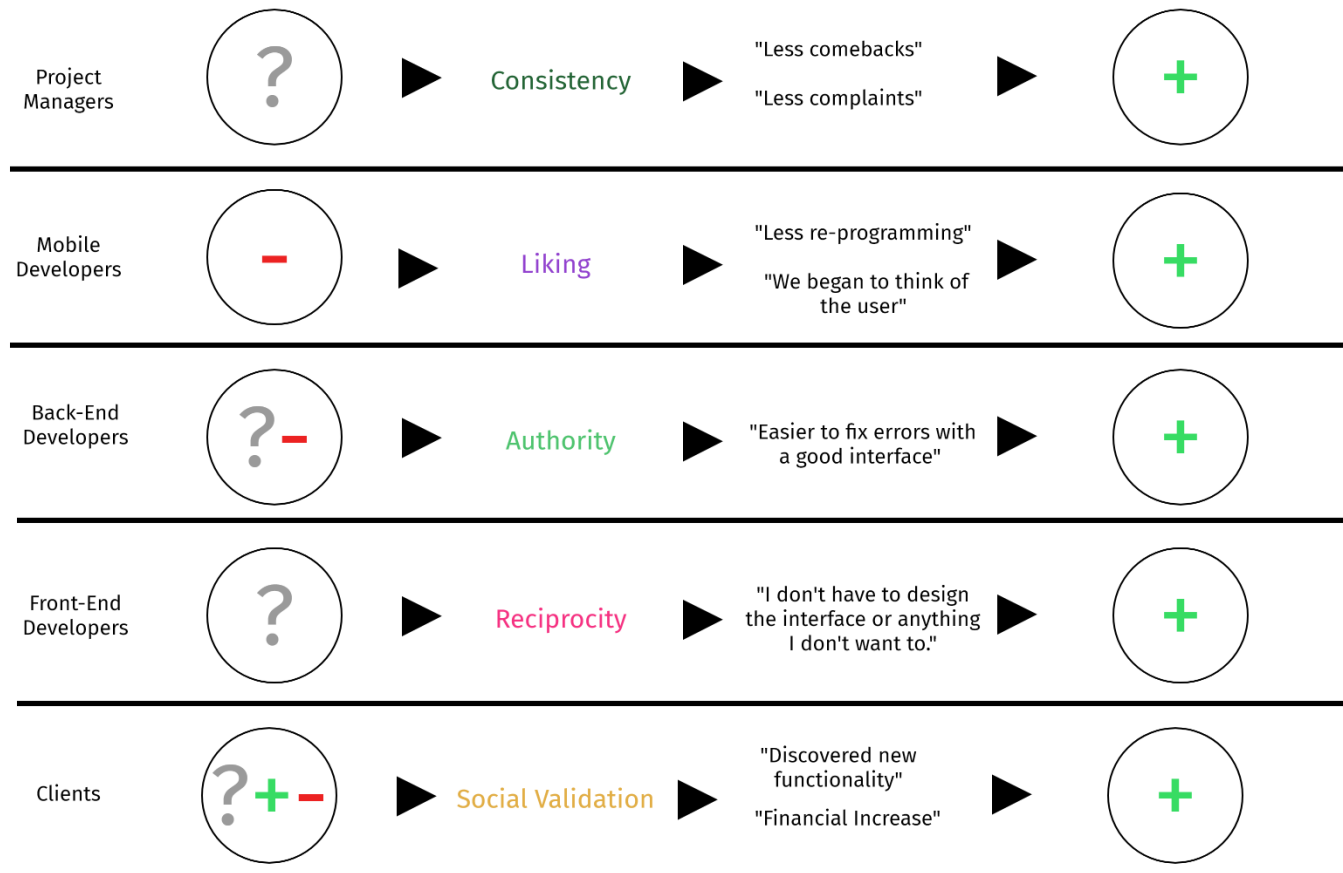 Project
Managers
?
Consistency
"Less comebacks"
"Less complaints"
+
Mobile
Developers
-
Liking
"Less re-programming"
"We began to think of
the user"
+
Back-End
Developers
?-
Authority
"Easier to fix errors with
a good interface"
+
Front-End
Developers
?
Reciprocity
"I don't have to design
the interface or anything
I don't want to."
+
Clients
?+-
Social Validation
"Discovered new
functionality"
"Financial Increase"
+